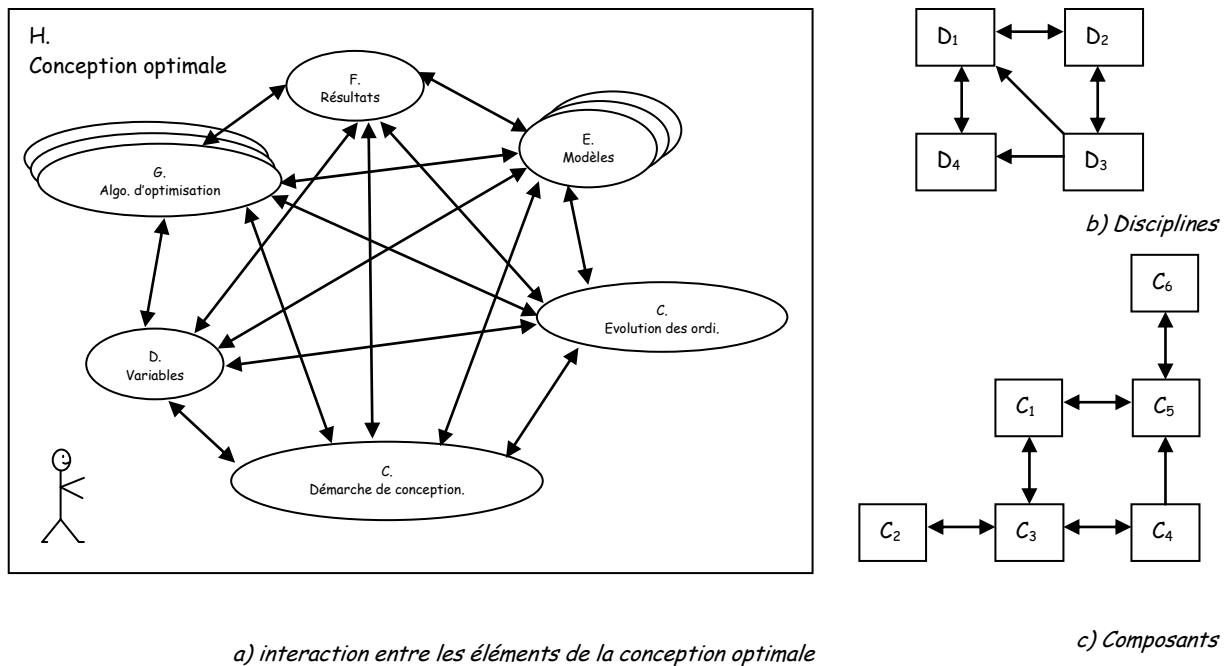 H.
Conception optimale
F.
Résultats
E.
Modèles
G.
Algo. d'optimisation
C.
Evolution des ordi.
D.
Variables
C.
Démarche de conception.
a) interaction entre les éléments de la conception optimale
D₁
D₂
D₄
D₃
b) Disciplines
C₆
C₁
C₅
C₂
C₃
C₄
c) Composants